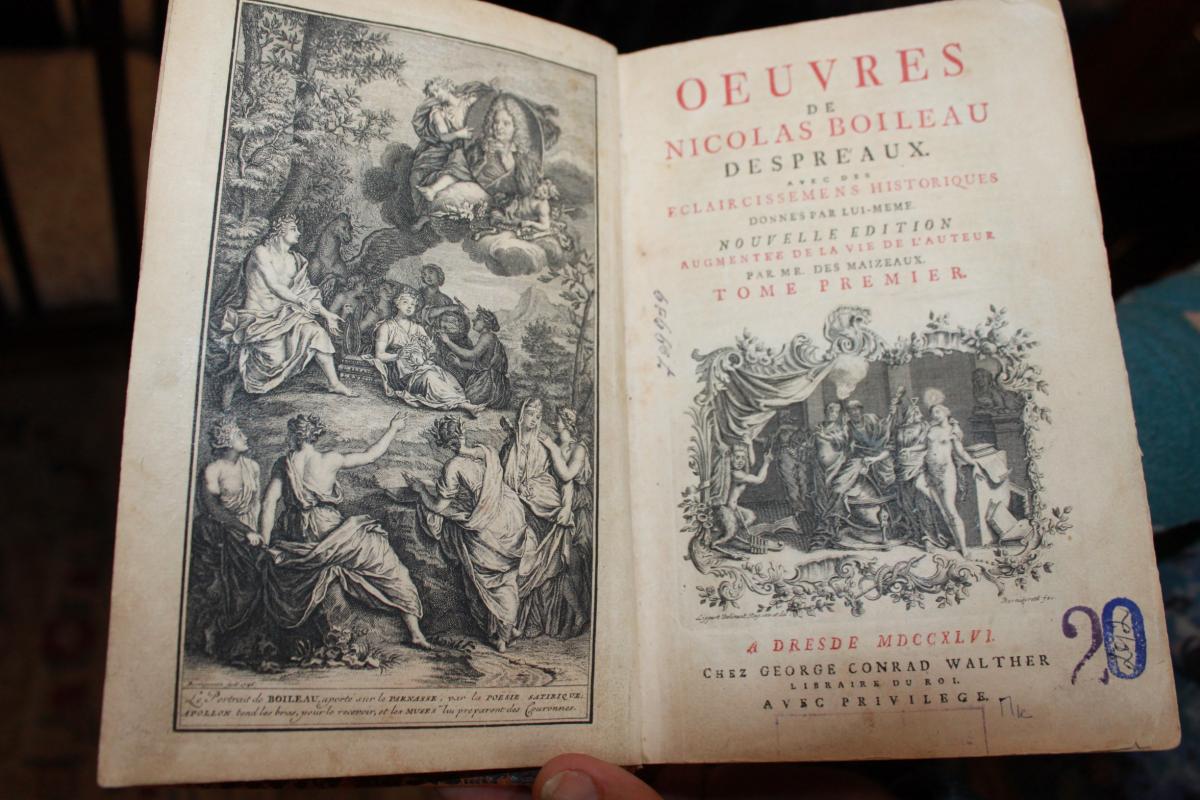 Le Portrait de BOILEAU, aporté sur le PARNASSE, par la POESIE SATIRIQUE.
APOLLON tend les bras, pour le recevoir, et les MUSES lui préparent des Couronnes.
OEUVRES
DE
NICOLAS BOILEAU
DESPRE'AUX.
AVEC DES
ECLAIRCISSEMENS HISTORIQUES
DONNES PAR LUI-MEME.
NOUVELLE EDITION
AUGMENTEE DE LA VIE DE L'AUTEUR
PAR MR. DES MAIZEAUX.
TOME PREMIER.
A DRESDE MDCCXLVI.
CHEZ GEORGE CONRAD WALTHER
LIBRAIRE DU ROI.
AVEC PRIVILEGE.
20